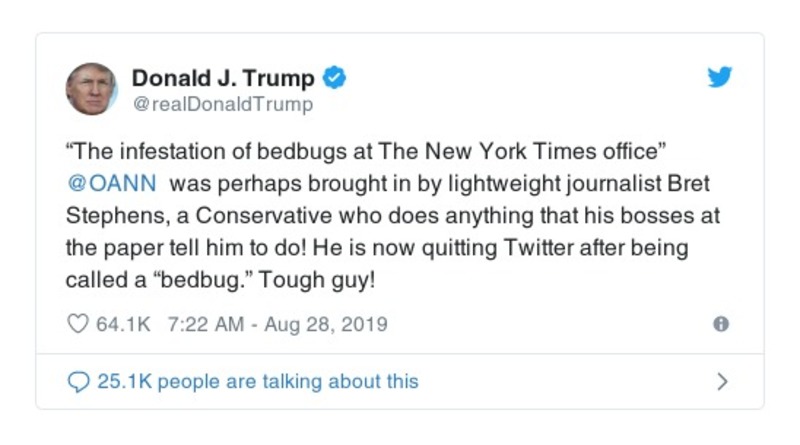 Donald J. Trump
@realDonaldTrump
“The infestation of bedbugs at The New York Times office”
@OANN was perhaps brought in by lightweight journalist Bret
Stephens, a Conservative who does anything that his bosses at
the paper tell him to do! He is now quitting Twitter after being
called a “bedbug.” Tough guy!
64.1K 7:22 AM - Aug 28, 2019
25.1K people are talking about this